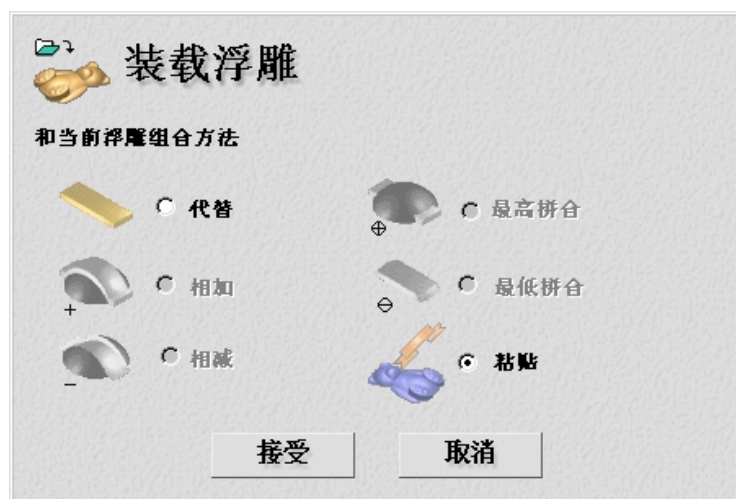 装载浮雕
和当前浮雕组合方法
代替
最高拼合
相加
最低拼合
相减
粘贴
接受
取消